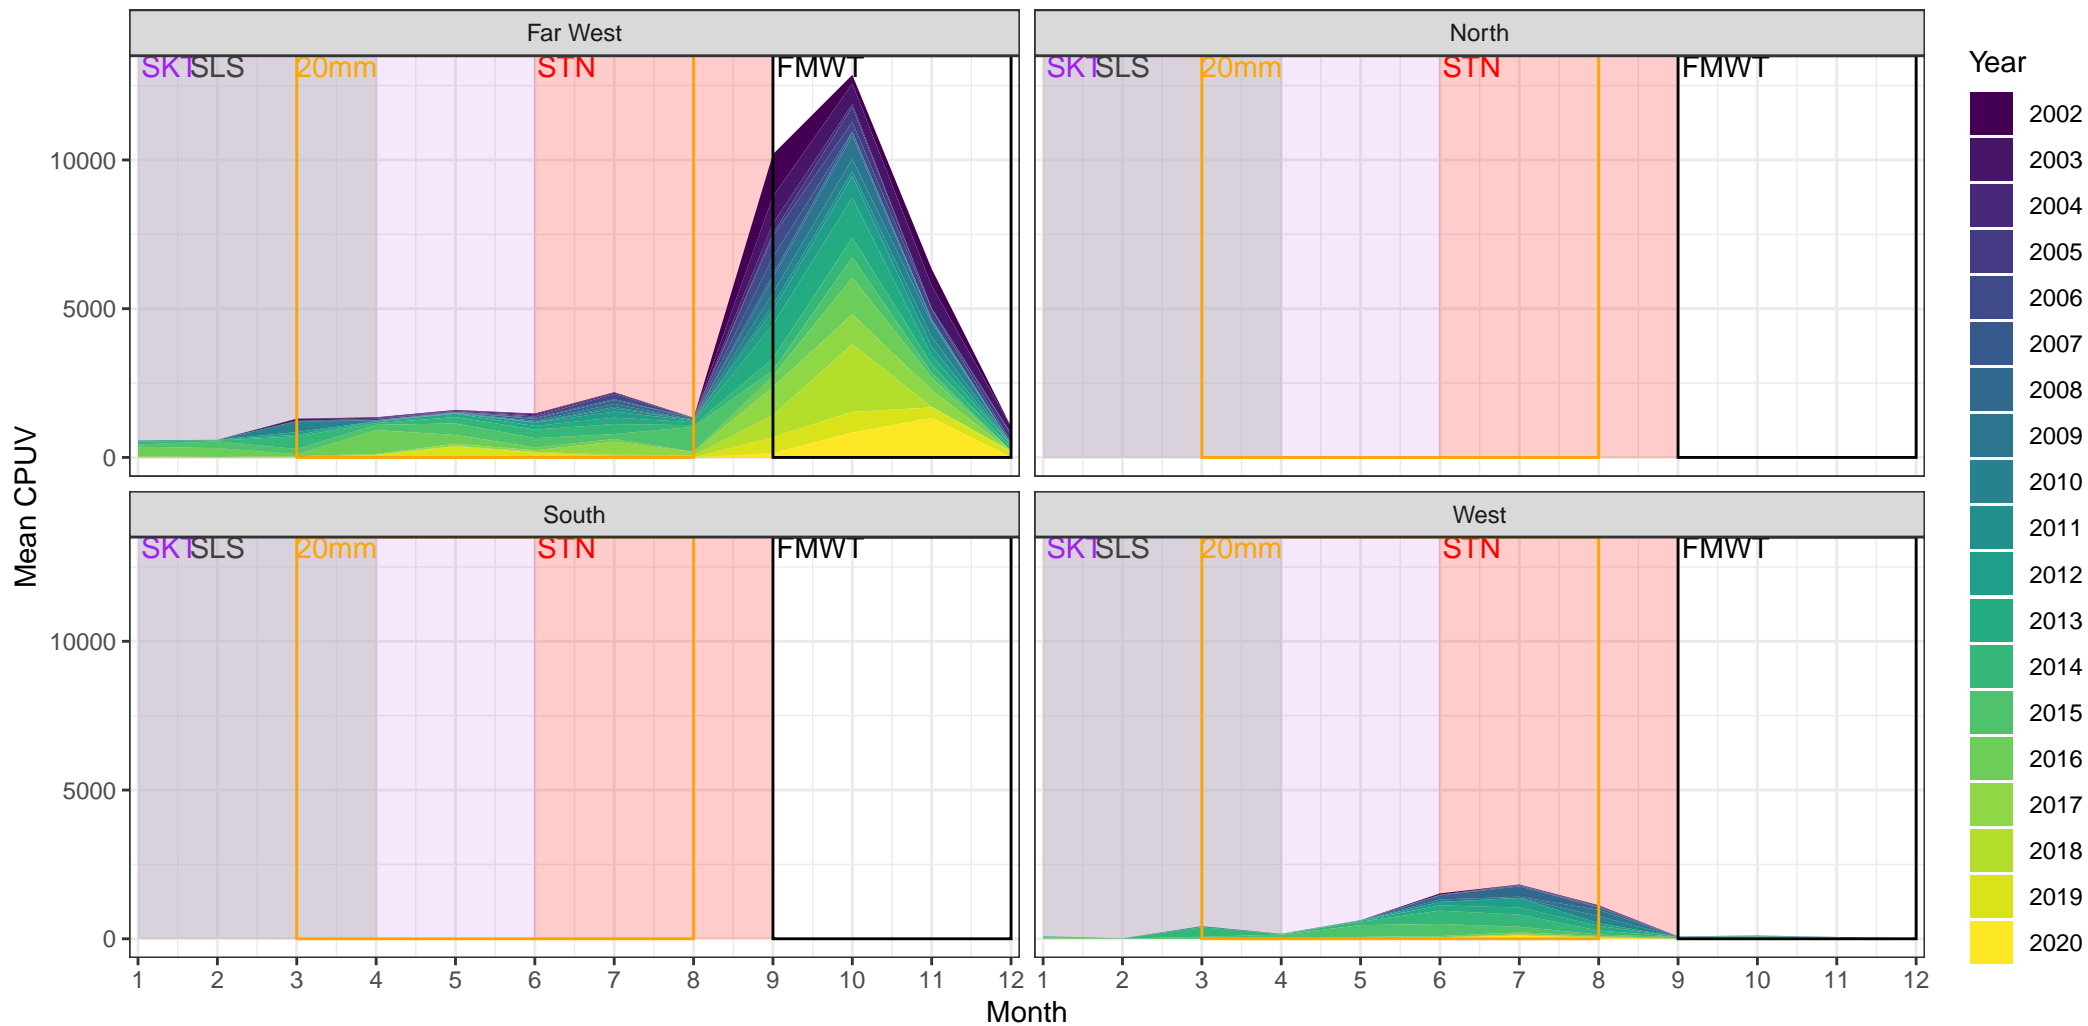 Far West
North
Year
SKT SLS 20mm STN FMWT
SKT SLS 20mm STN FMWT
10000
5000
0
South
West
SKT SLS 20mm STN FMWT
SKT SLS 20mm STN FMWT
10000
5000
0
1 2 3 4 5 6 7 8 9 10 11 12
1 2 3 4 5 6 7 8 9 10 11 12
Month
Mean CPUV
2002
2003
2004
2005
2006
2007
2008
2009
2010
2011
2012
2013
2014
2015
2016
2017
2018
2019
2020